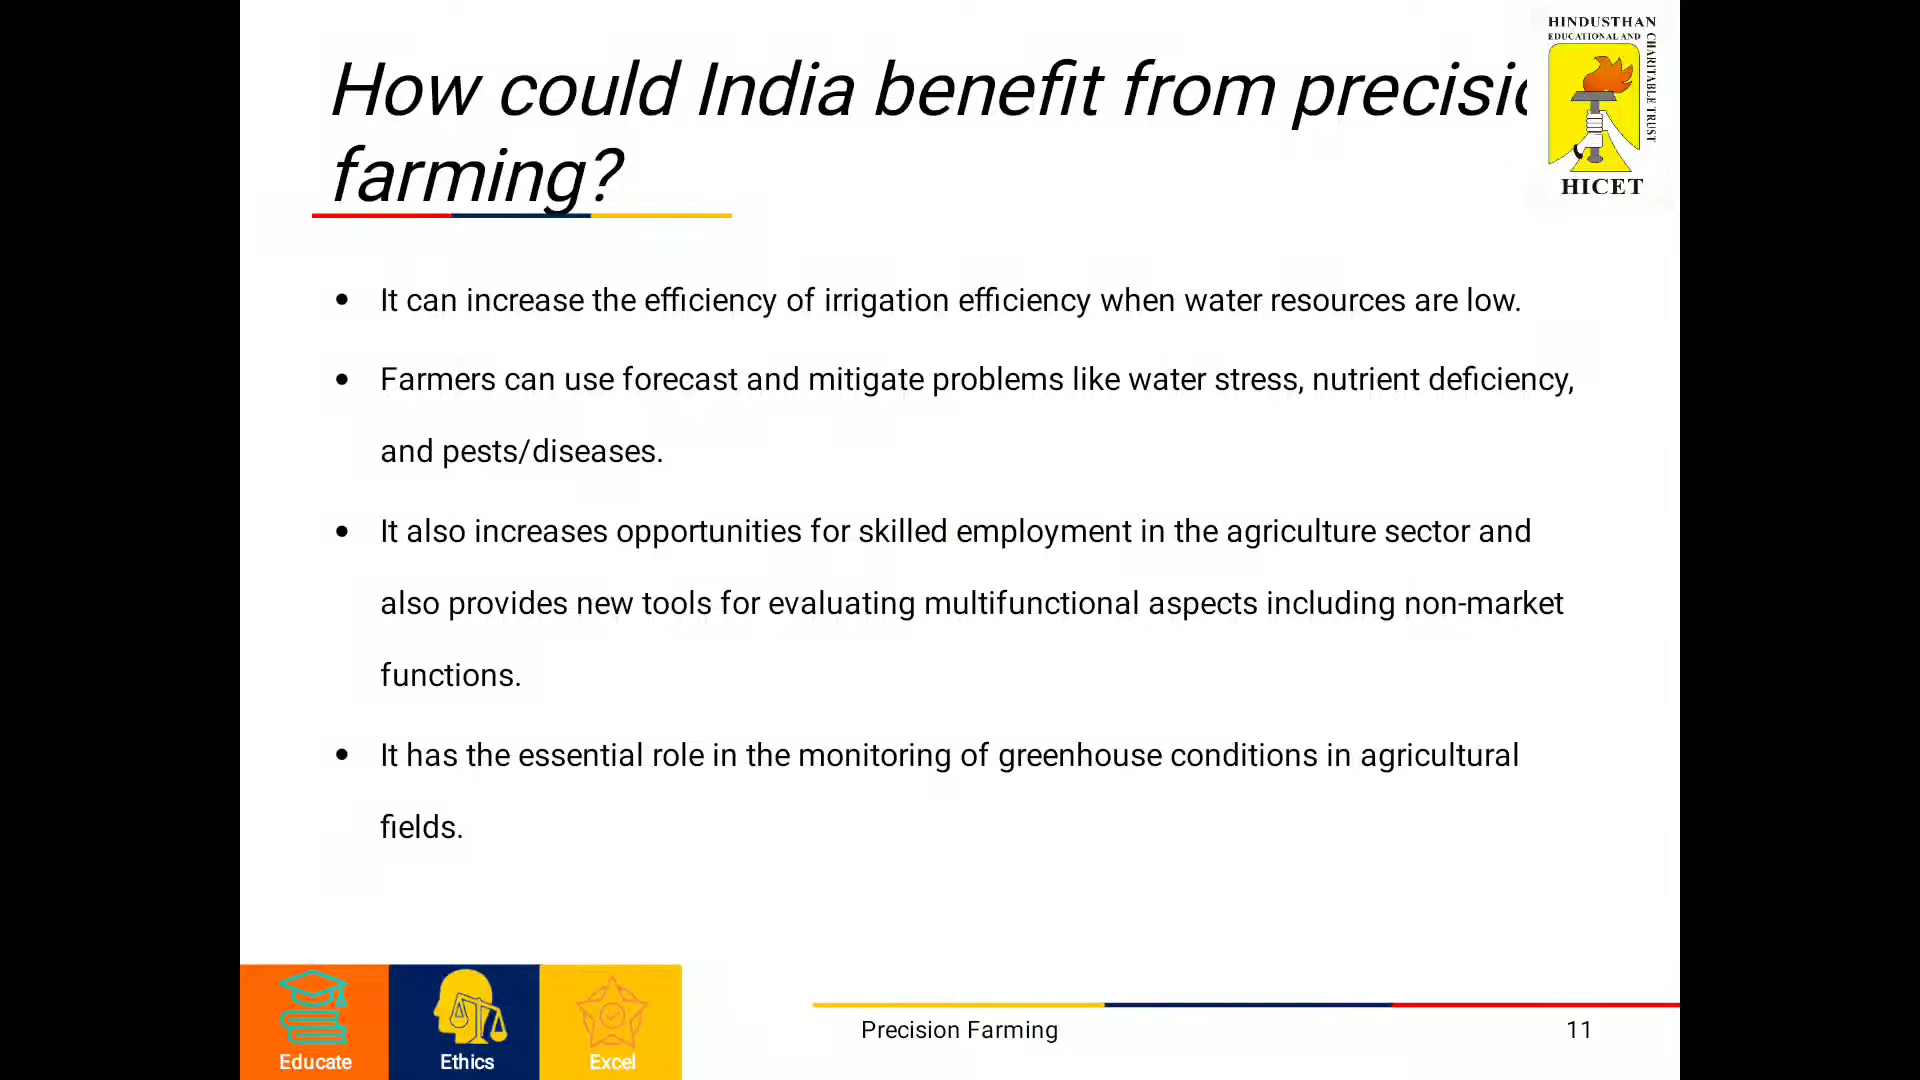 How could India benefit from precisio
farming?
HINDUSTHAN
EDUCATIONAL AND
CHARITABLE TRUST
HICET
• It can increase the efficiency of irrigation efficiency when water resources are low.
• Farmers can use forecast and mitigate problems like water stress, nutrient deficiency,
and pests/diseases.
• It also increases opportunities for skilled employment in the agriculture sector and
also provides new tools for evaluating multifunctional aspects including non-market
functions.
• It has the essential role in the monitoring of greenhouse conditions in agricultural
fields.
Educate
Ethics
Excel
Precision Farming
11